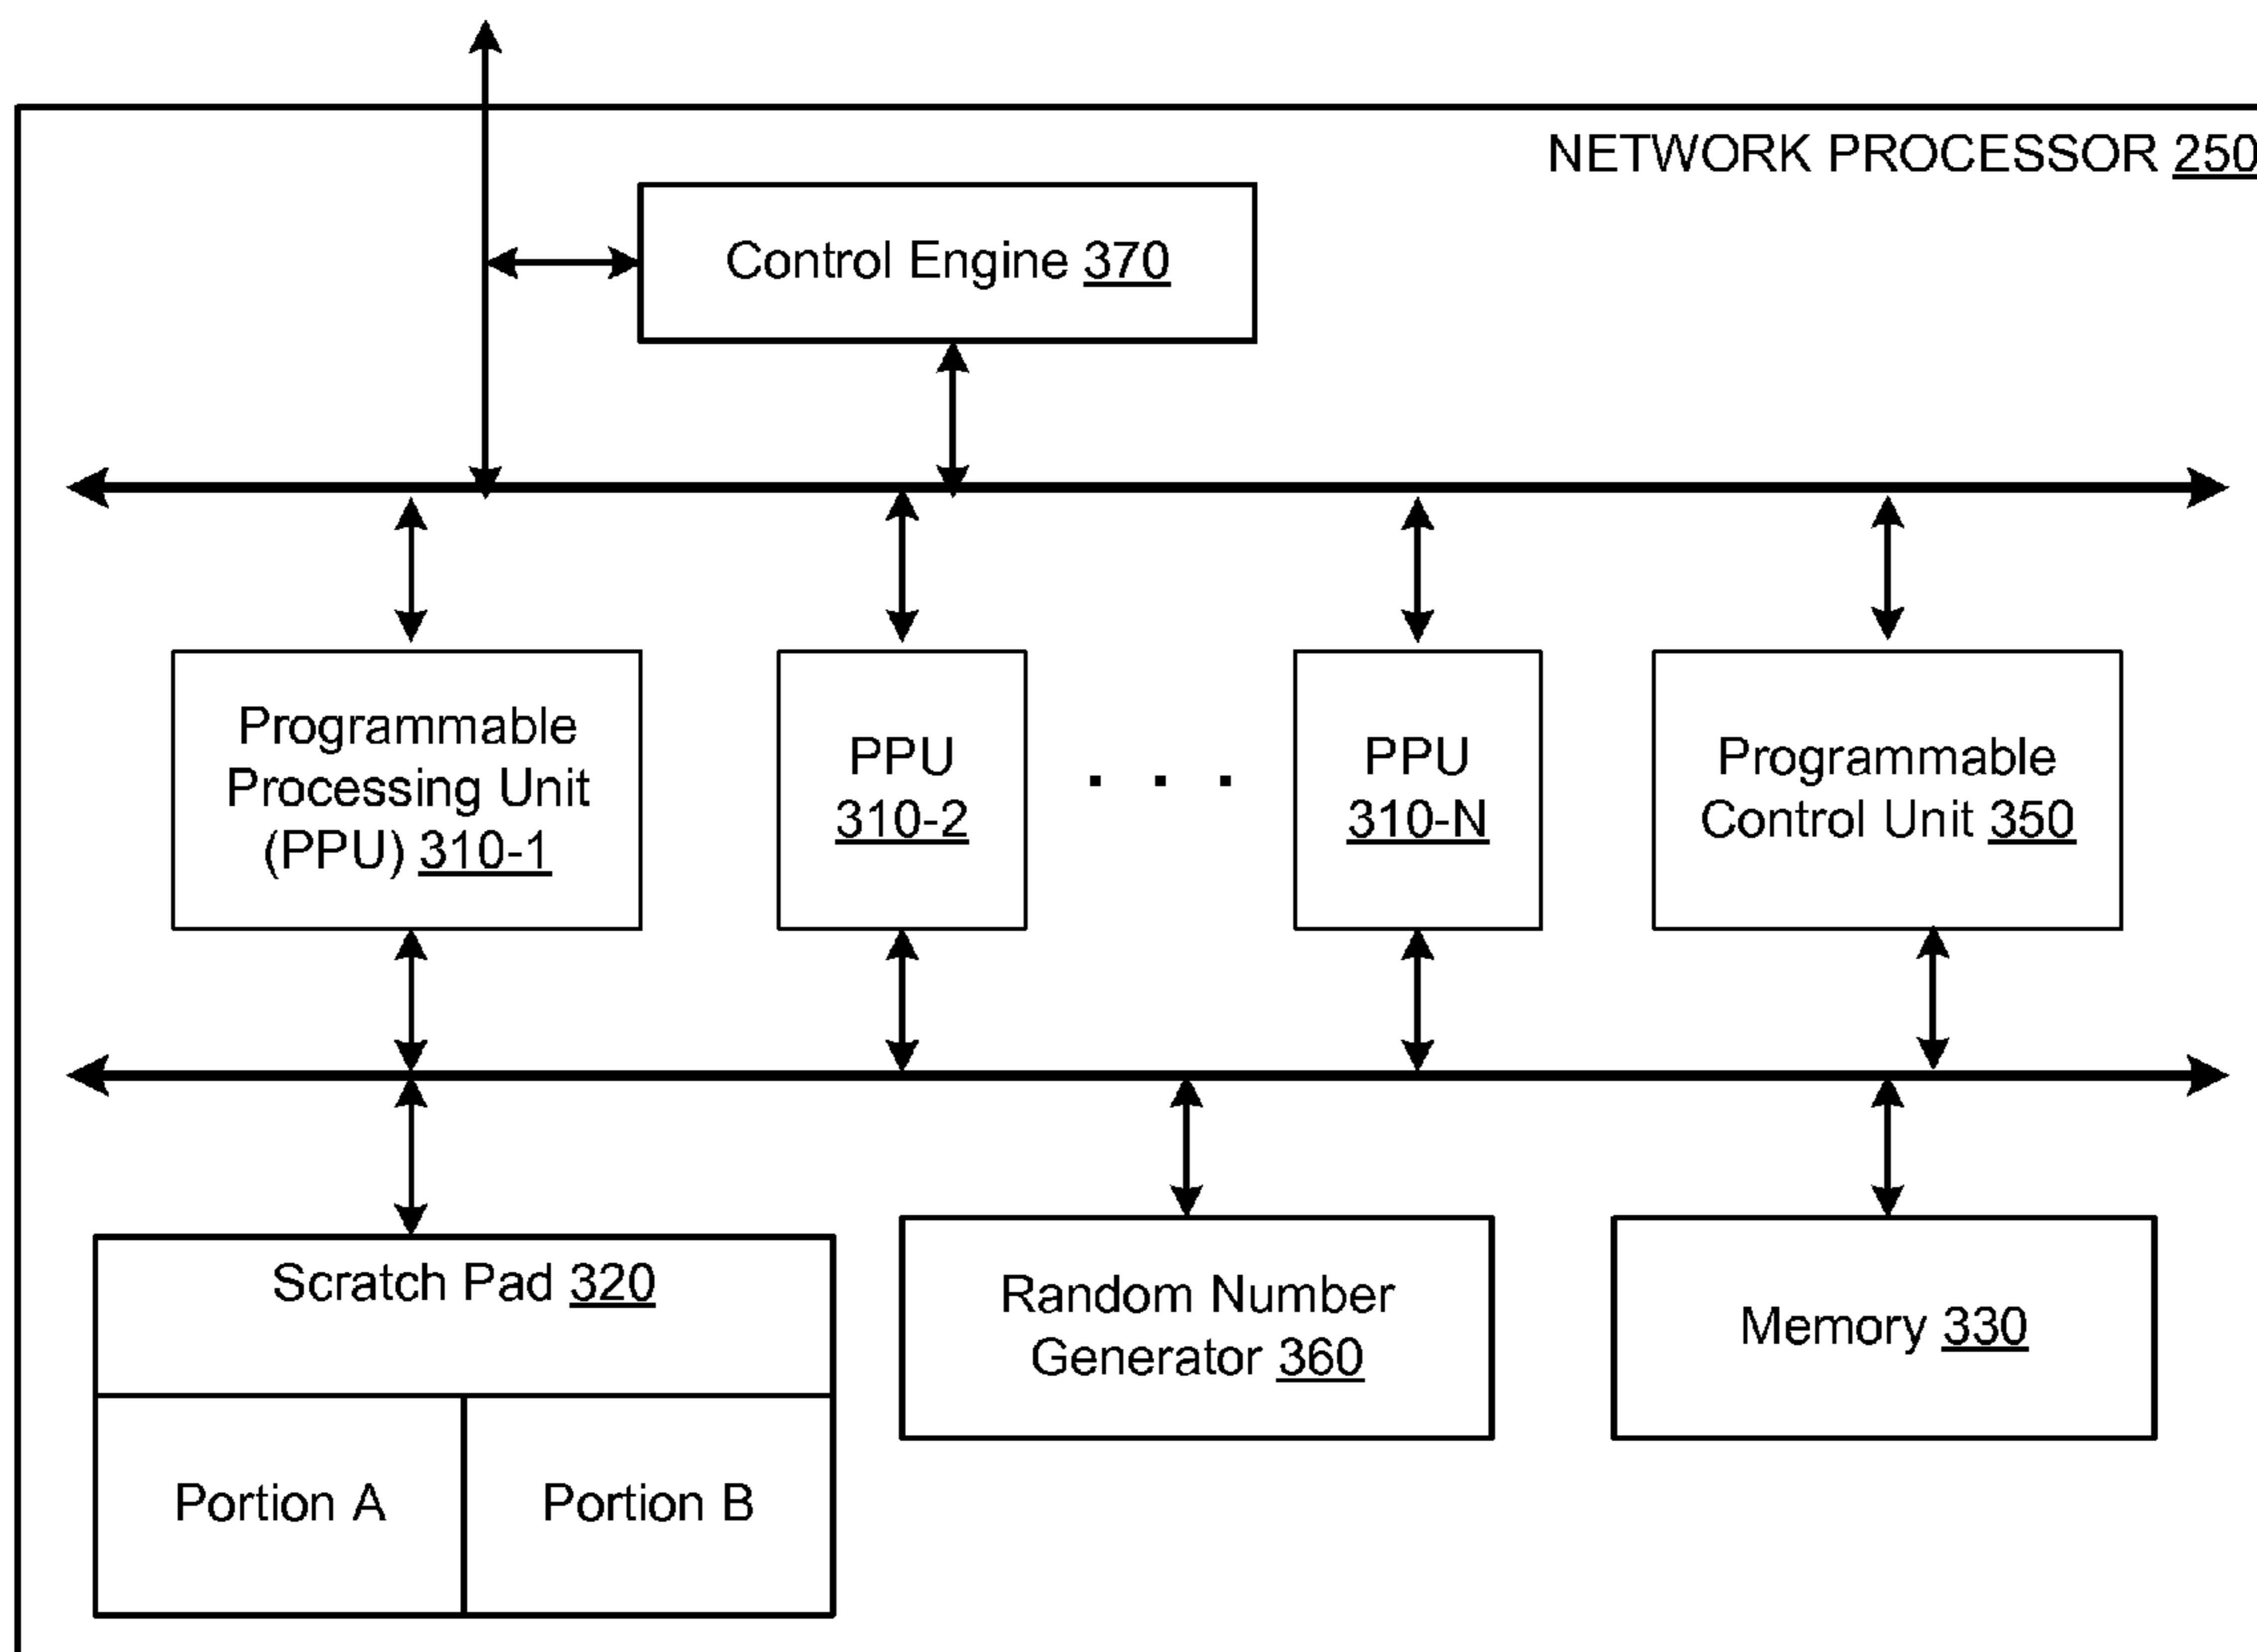 NETWORK PROCESSOR 250
Control Engine 370
Programmable
Processing Unit
(PPU) 310-1
PPU
310-2
. . .
PPU
310-N
Programmable
Control Unit 350
Scratch Pad 320
Portion A
Portion B
Random Number
Generator 360
Memory 330